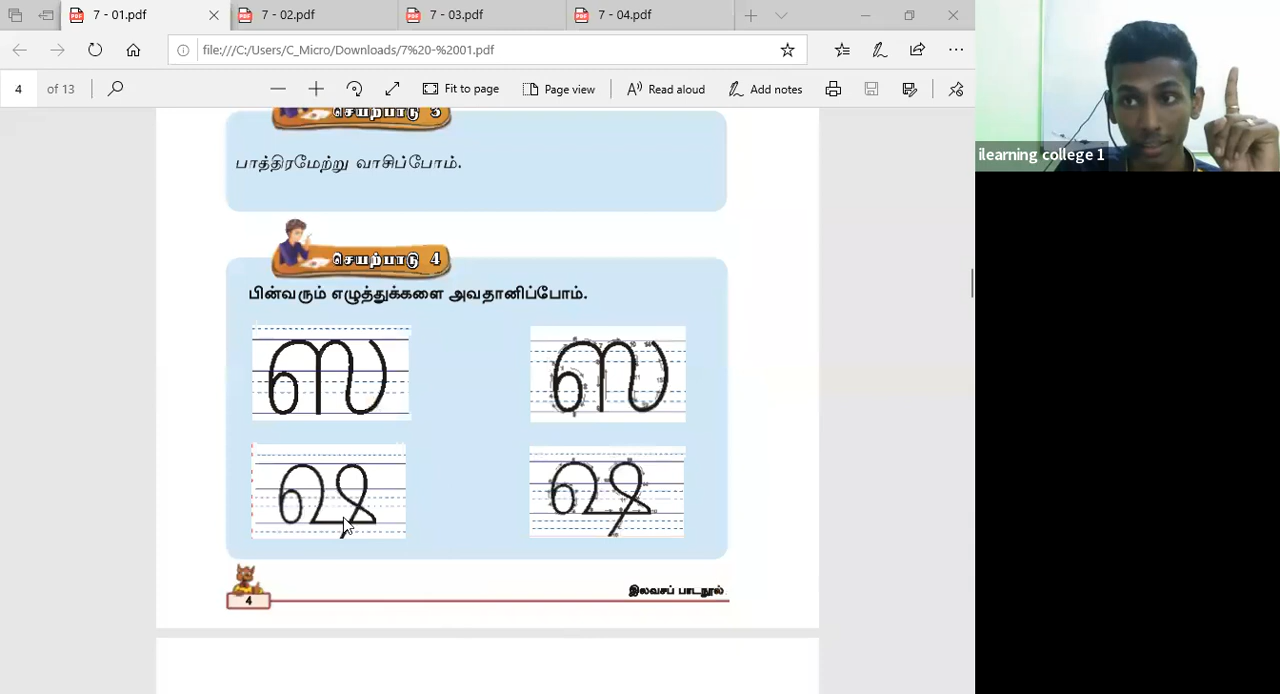 7 - 01.pdf
7 - 02.pdf
7 - 03.pdf
7 - 04.pdf
file:///C:/Users/C_Micro/Downloads/7%20-%2001.pdf
4 of 13
Fit to page
Page view
Read aloud
Add notes
ilearning college 1
செயற்பாடு 3
பாத்திரமேற்று வாசிப்போம்.
செயற்பாடு 4
பின்வரும் எழுத்துக்களை அவதானிப்போம்.
ஸ
ஸ
ஷ
ஷ
4
இலவசப் பாடநூல்